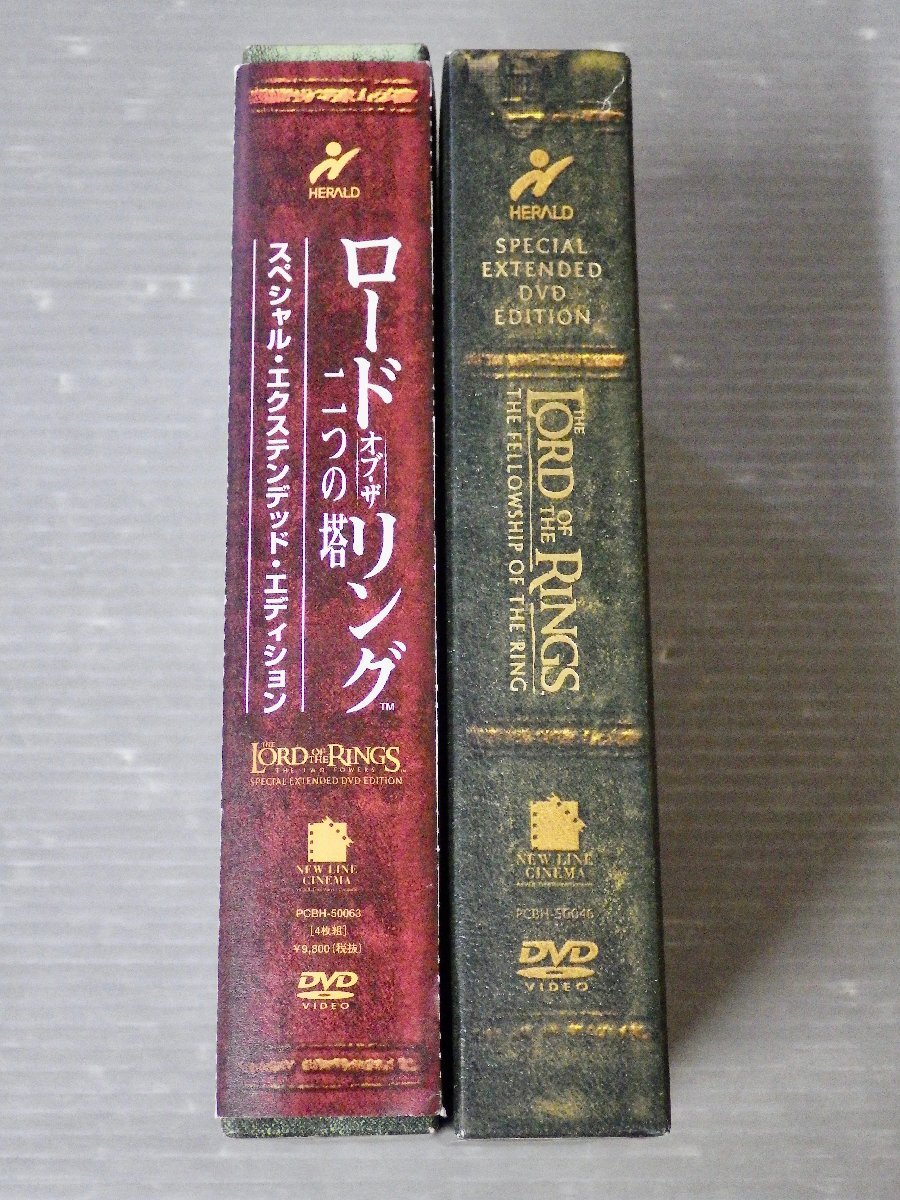 HERALD
ロード オブ・ザ リング™
二つの塔
スペシャル・エクステンデッド・エディション
THE LORD OF THE RINGS™
THE TWO TOWERS
SPECIAL EXTENDED DVD EDITION
NEW LINE
CINEMA
PCBH-50063
[4枚組]
¥9,800(税抜)
DVD
VIDEO
HERALD
SPECIAL
EXTENDED
DVD
EDITION
THE LORD OF THE RINGS
THE FELLOWSHIP OF THE RING
NEW LINE
CINEMA
PCBH-50046
DVD
VIDEO